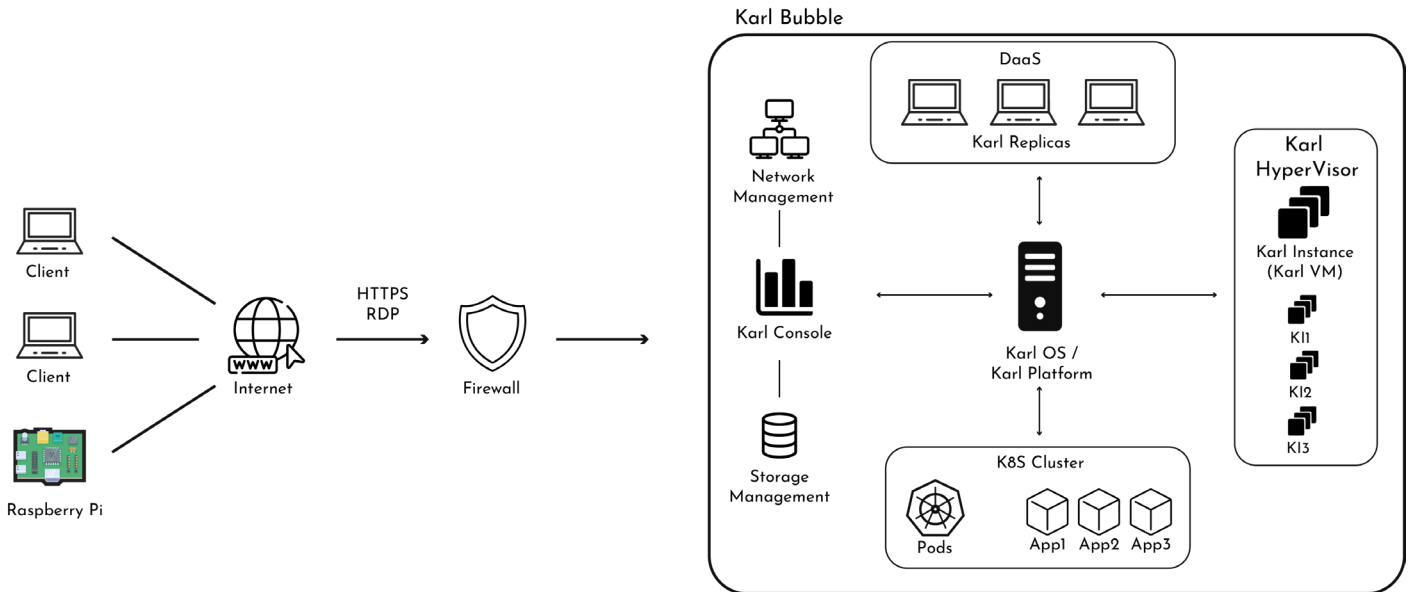 Karl Bubble
DaaS
Karl Replicas
Network
Management
Karl
HyperVisor
Karl Instance
(Karl VM)
KI1
KI2
KI3
Client
Client
Raspberry Pi
WWW
Internet
HTTPS
RDP
Firewall
Karl Console
Karl OS /
Karl Platform
Storage
Management
K8S Cluster
Pods
App1
App2
App3